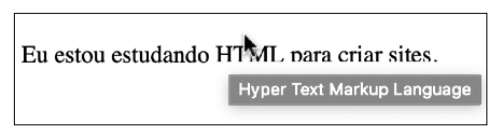 Eu estou estudando HTML para criar sites.
Hyper Text Markup Language